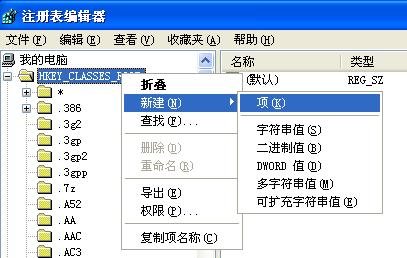 注册表编辑器
文件(F) 编辑(E) 查看(V) 收藏夹(A) 帮助(H)
我的电脑
HKEY_CLASSES_
*
.386
.3g2
.3gp
.3gp2
.3gpp
.7z
.A52
.AA
.AAC
.AC3
折叠
新建(N)
查找(F)...
删除(D)
重命名(R)
导出(E)
权限(P)...
复制项名称(C)
名称 类型
(默认) REG_SZ
项(K)
字符串值(S)
二进制值(B)
DWORD 值(D)
多字符串值(M)
可扩充字符串值(E)